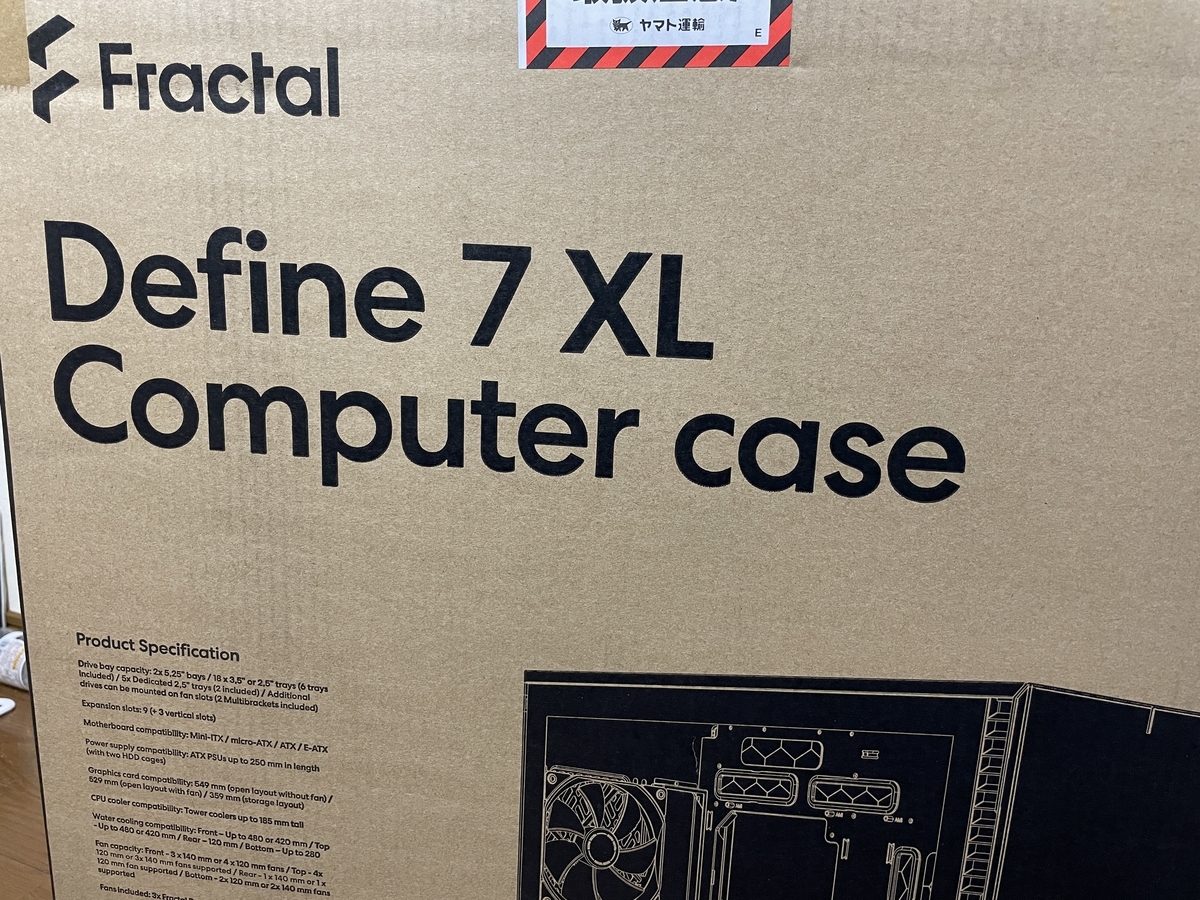 ヤマト運輸
E
Fractal
Define 7 XL
Computer case
Product Specification
Drive bay capacity: 2x 5,25" bays / 18 x 3,5" or 2,5" trays (6 trays
included) / 5x Dedicated 2,5" trays (2 included) / Additional
drives can be mounted on fan slots (2 Multibrackets included)
Expansion slots: 9 (+ 3 vertical slots)
Motherboard compatibility: Mini-ITX / micro-ATX / ATX / E-ATX
Power supply compatibility: ATX PSUs up to 250 mm in length
(with two HDD cages)
Graphics card compatibility: 549 mm (open layout without fan) /
529 mm (open layout with fan) / 359 mm (storage layout)
CPU cooler compatibility: Tower coolers up to 185 mm tall
Water cooling compatibility: Front – Up to 480 or 420 mm / Top
- Up to 480 or 420 mm / Rear – 120 mm / Bottom – Up to 280
Fan capacity: Front - 3 x 140 mm or 4 x 120 mm fans / Top - 4x
120 mm or 3x 140 mm fans supported / Rear - 1 x 140 mm or 1 x
120 mm fan supported / Bottom - 2x 120 mm or 2x 140 mm fans
supported
Fans included: 3x Fractal